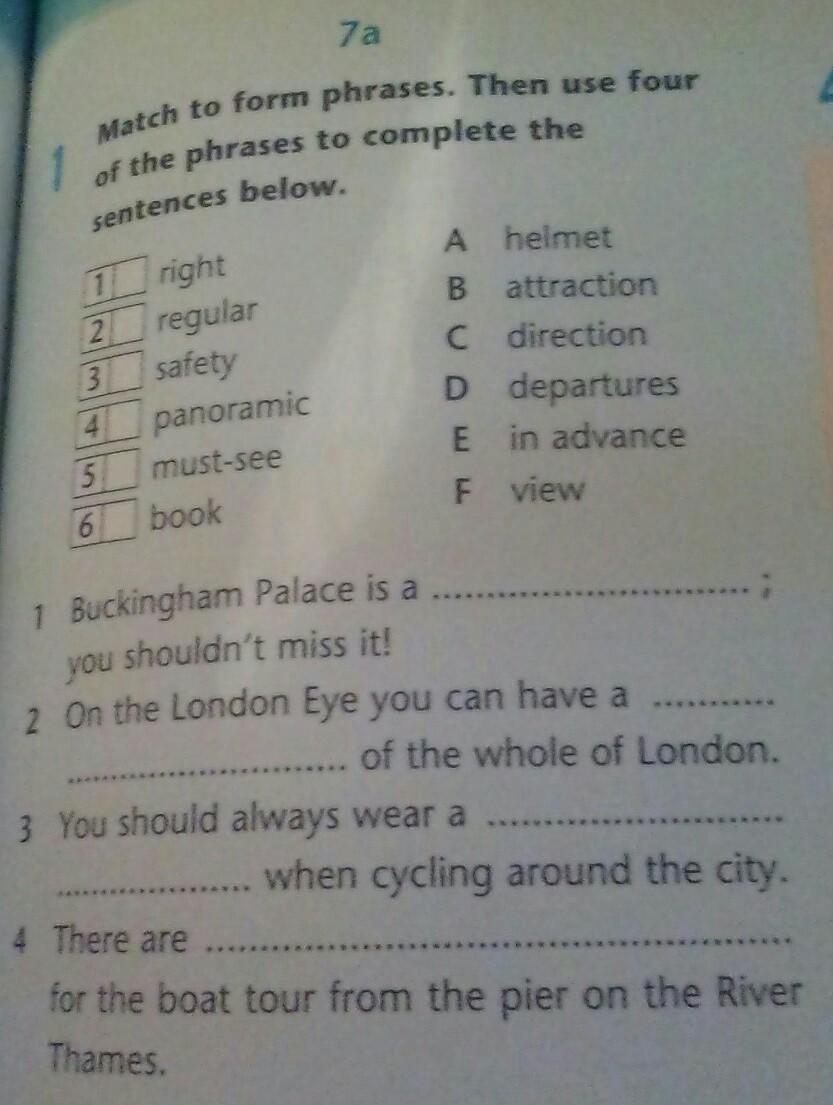 7a
1 Match to form phrases. Then use four
of the phrases to complete the
sentences below.
1 right
2 regular
3 safety
4 panoramic
5 must-see
6 book
A helmet
B attraction
C direction
D departures
E in advance
F view
1 Buckingham Palace is a .............................. ;
you shouldn't miss it!
2 On the London Eye you can have a ...........
.......................... of the whole of London.
3 You should always wear a ..........................
.................. when cycling around the city.
4 There are ......................................................
for the boat tour from the pier on the River
Thames.